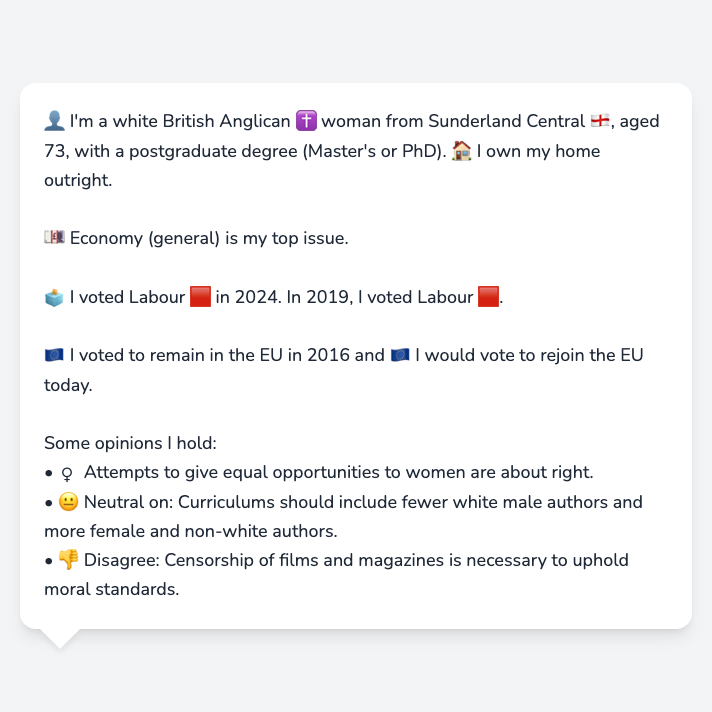 👤 I'm a white British Anglican ✝️ woman from Sunderland Central 🏴󠁧󠁢󠁥󠁮󠁧󠁿, aged
73, with a postgraduate degree (Master's or PhD). 🏠 I own my home
outright.
💷 Economy (general) is my top issue.
🗳️ I voted Labour 🟥 in 2024. In 2019, I voted Labour 🟥.
🇪🇺 I voted to remain in the EU in 2016 and 🇪🇺 I would vote to rejoin the EU
today.
Some opinions I hold:
• ♀ Attempts to give equal opportunities to women are about right.
• 😐 Neutral on: Curriculums should include fewer white male authors and
more female and non-white authors.
• 👎 Disagree: Censorship of films and magazines is necessary to uphold
moral standards.